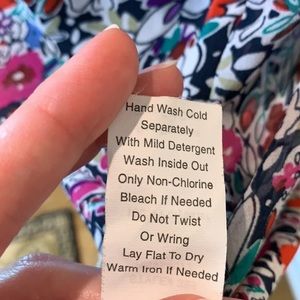 Hand Wash Cold
Separately
With Mild Detergent
Wash Inside Out
Only Non-Chlorine
Bleach If Needed
Do Not Twist
Or Wring
Lay Flat To Dry
Warm Iron If Needed